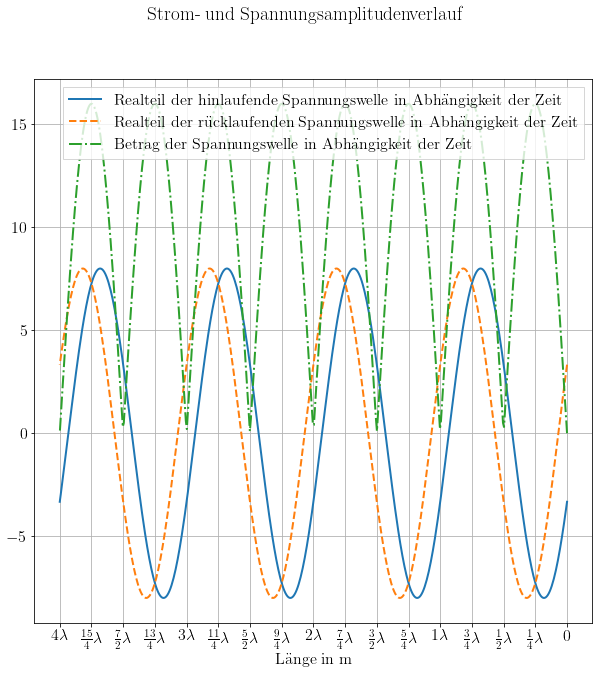 Strom- und Spannungsamplitudenverlauf
Realteil der hinlaufende Spannungswelle in Abhängigkeit der Zeit
Realteil der rücklaufenden Spannungswelle in Abhängigkeit der Zeit
Betrag der Spannungswelle in Abhängigkeit der Zeit
15
10
5
0
−5
4λ 15/4λ 7/2λ 13/4λ 3λ 11/4λ 5/2λ 9/4λ 2λ 7/4λ 3/2λ 5/4λ 1λ 3/4λ 1/2λ 1/4λ 0
Länge in m